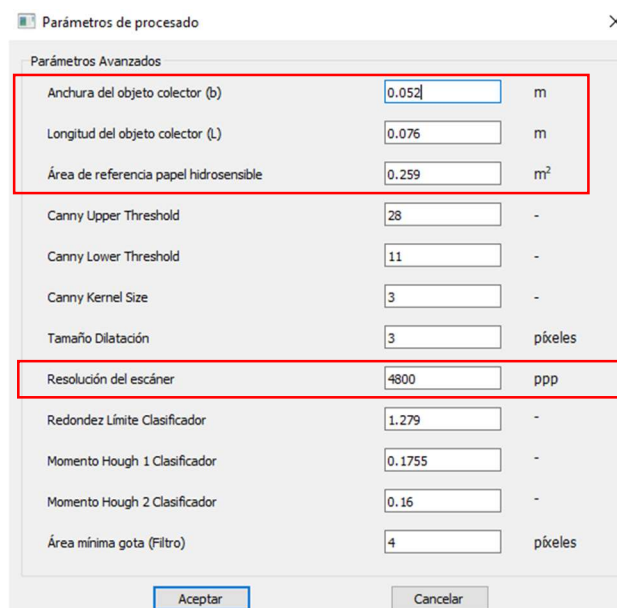 Parámetros de procesado
Parámetros Avanzados
Anchura del objeto colector (b) 0.052 m
Longitud del objeto colector (L) 0.076 m
Área de referencia papel hidrosensible 0.259 m²
Canny Upper Threshold 28 -
Canny Lower Threshold 11 -
Canny Kernel Size 3 -
Tamaño Dilatación 3 píxeles
Resolución del escáner 4800 ppp
Redondez Límite Clasificador 1.279 -
Momento Hough 1 Clasificador 0.1755 -
Momento Hough 2 Clasificador 0.16 -
Área mínima gota (Filtro) 4 píxeles
Aceptar Cancelar